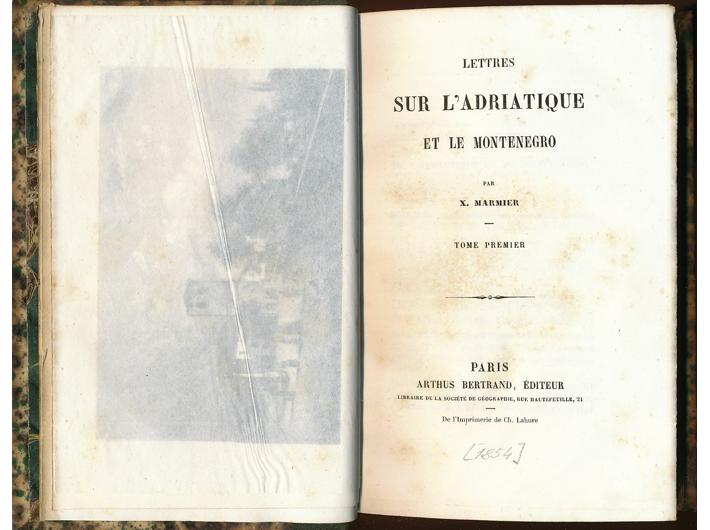 LETTRES
SUR L'ADRIATIQUE
ET LE MONTENEGRO
PAR
X. MARMIER
TOME PREMIER
PARIS
ARTHUS BERTRAND, ÉDITEUR
LIBRAIRE DE LA SOCIÉTÉ DE GÉOGRAPHIE, RUE HAUTEFEUILLE, 21
De l'Imprimerie de Ch. Lahure
[1854]